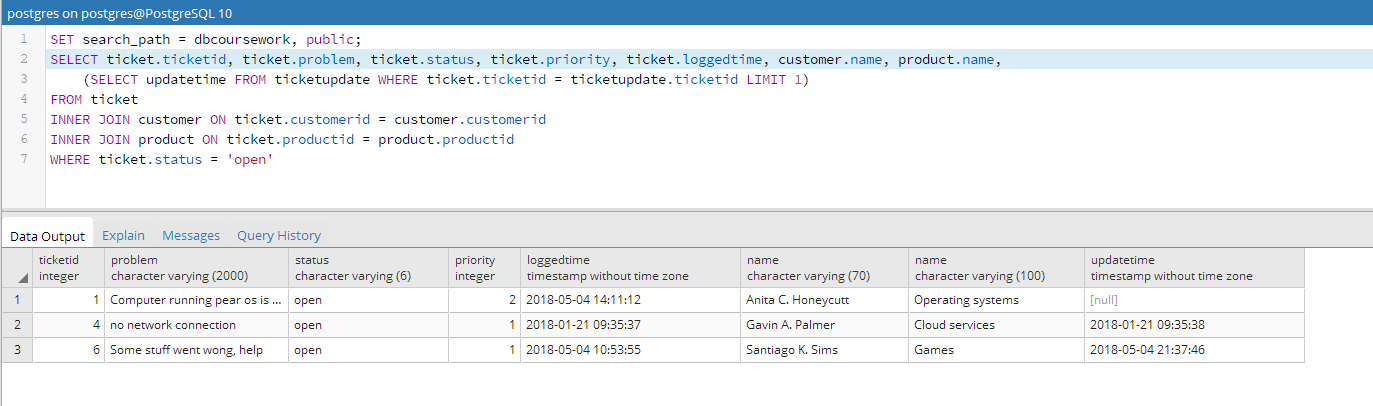 postgres on postgres@PostgreSQL 10
1 SET search_path = dbcoursework, public;
2 SELECT ticket.ticketid, ticket.problem, ticket.status, ticket.priority, ticket.loggedtime, customer.name, product.name,
3 (SELECT updatetime FROM ticketupdate WHERE ticket.ticketid = ticketupdate.ticketid LIMIT 1)
4 FROM ticket
5 INNER JOIN customer ON ticket.customerid = customer.customerid
6 INNER JOIN product ON ticket.productid = product.productid
7 WHERE ticket.status = 'open'
Data Output Explain Messages Query History
ticketid problem status priority loggedtime name name updatetime
integer character varying (2000) character varying (6) integer timestamp without time zone character varying (70) character varying (100) timestamp without time zone
1 1 Computer running pear os is ... open 2 2018-05-04 14:11:12 Anita C. Honeycutt Operating systems [null]
2 4 no network connection open 1 2018-01-21 09:35:37 Gavin A. Palmer Cloud services 2018-01-21 09:35:38
3 6 Some stuff went wong, help open 1 2018-05-04 10:53:55 Santiago K. Sims Games 2018-05-04 21:37:46